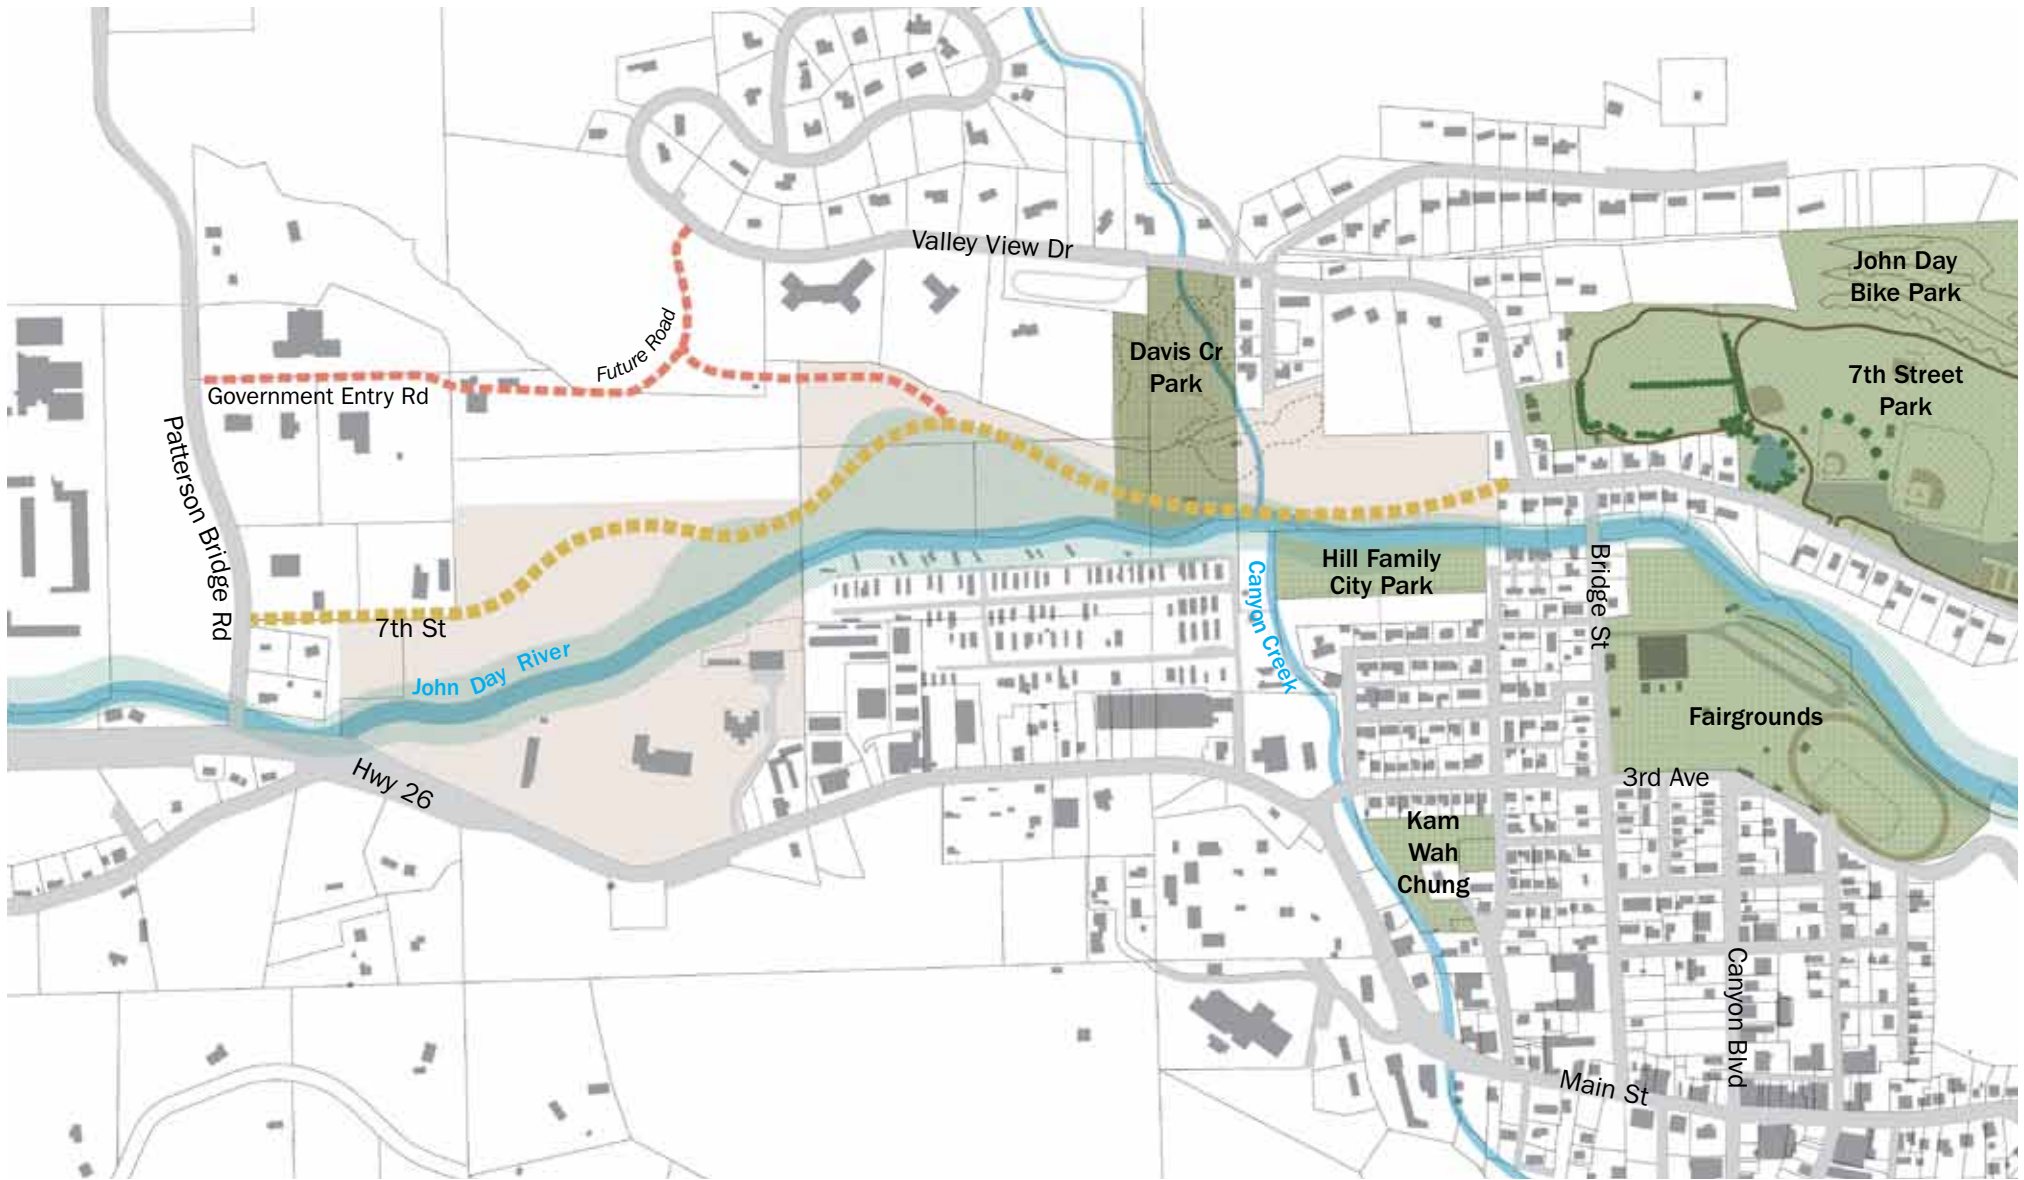 Valley View Dr
John Day
Bike Park
Future Road
Davis Cr
Park
7th Street
Park
Government Entry Rd
Patterson Bridge Rd
Hill Family
City Park
Bridge St
Canyon Creek
7th St
John Day River
Fairgrounds
Hwy 26
3rd Ave
Kam
Wah
Chung
Canyon Blvd
Main St